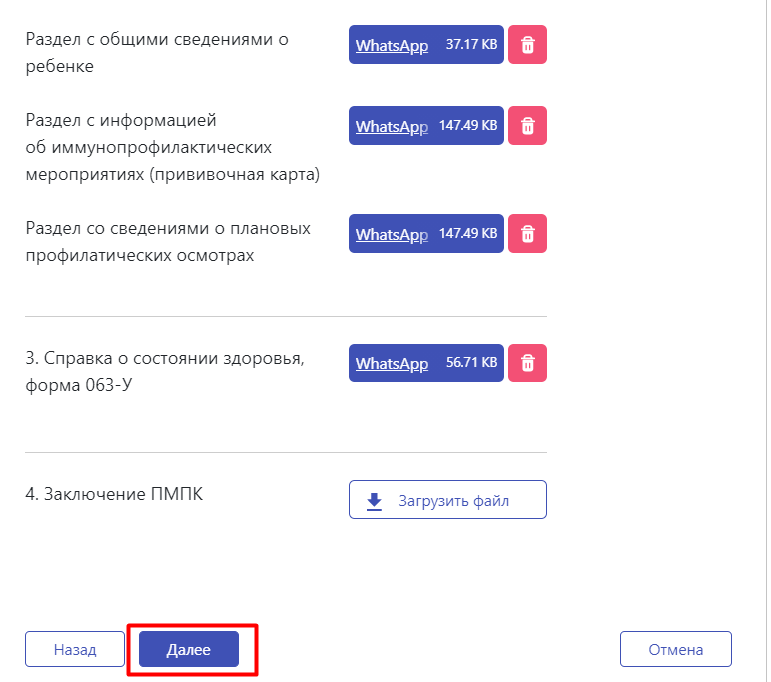 Раздел с общими сведениями о
ребенке
WhatsApp 37.17 KB
Раздел с информацией
об иммунопрофилактических
мероприятиях (прививочная карта)
WhatsApp 147.49 KB
Раздел со сведениями о плановых
профилатических осмотрах
WhatsApp 147.49 KB
3. Справка о состоянии здоровья,
форма 063-У
WhatsApp 56.71 KB
4. Заключение ПМПК
Загрузить файл
Назад
Далее
Отмена